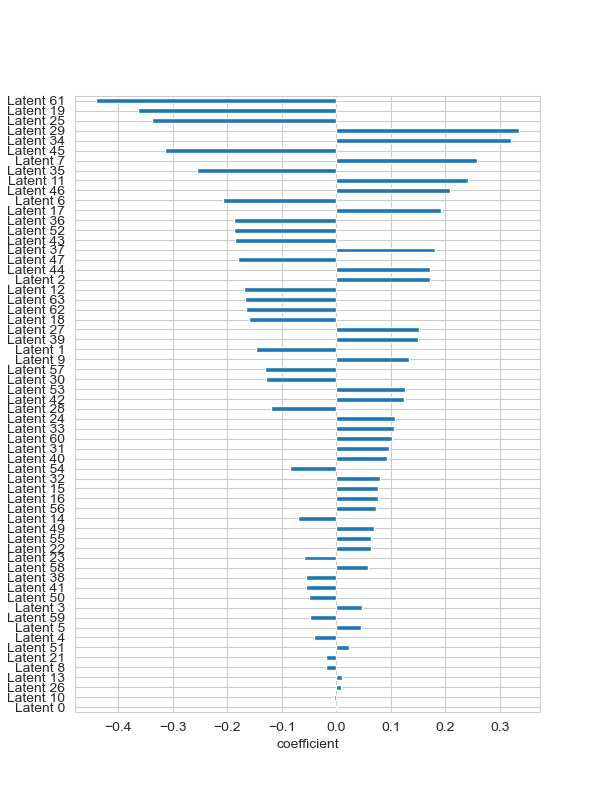 Latent 61
Latent 19
Latent 25
Latent 29
Latent 34
Latent 45
Latent 7
Latent 35
Latent 11
Latent 46
Latent 6
Latent 17
Latent 36
Latent 52
Latent 43
Latent 37
Latent 47
Latent 44
Latent 2
Latent 12
Latent 63
Latent 62
Latent 18
Latent 27
Latent 39
Latent 1
Latent 9
Latent 57
Latent 30
Latent 53
Latent 42
Latent 28
Latent 24
Latent 33
Latent 60
Latent 31
Latent 40
Latent 54
Latent 32
Latent 15
Latent 16
Latent 56
Latent 14
Latent 49
Latent 55
Latent 22
Latent 23
Latent 58
Latent 38
Latent 41
Latent 50
Latent 3
Latent 59
Latent 5
Latent 4
Latent 51
Latent 21
Latent 8
Latent 13
Latent 26
Latent 10
Latent 0
−0.4 −0.3 −0.2 −0.1 0.0 0.1 0.2 0.3
coefficient